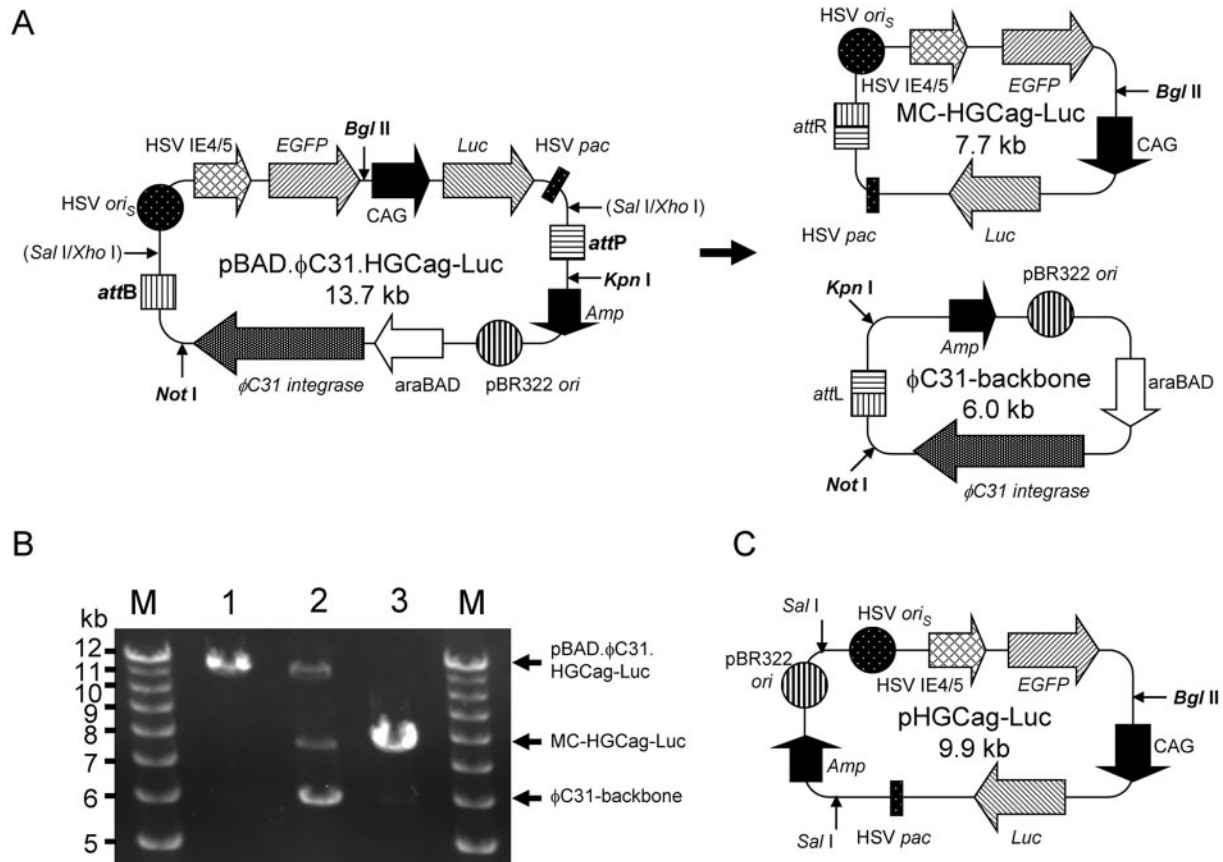 A
HSV IE4/5
EGFP
Bgl II
Luc
HSV pac
HSV oriS
CAG
(Sal I/Xho I)
(Sal I/Xho I)
attP
pBAD.ϕC31.HGCag-Luc
13.7 kb
Kpn I
attB
Amp
Not I
ϕC31 integrase
araBAD
pBR322 ori
HSV oriS
HSV IE4/5
EGFP
Bgl II
attR
MC-HGCag-Luc
7.7 kb
CAG
HSV pac
Luc
Kpn I
pBR322 ori
Amp
attL
ϕC31-backbone
6.0 kb
araBAD
Not I
ϕC31 integrase
B
kb
M
1
2
3
M
12
11
10
9
8
7
6
5
pBAD.ϕC31.
HGCag-Luc
MC-HGCag-Luc
ϕC31-backbone
C
Sal I
HSV oriS
pBR322
ori
HSV IE4/5
EGFP
Bgl II
pHGCag-Luc
9.9 kb
CAG
Amp
Sal I
HSV pac
Luc